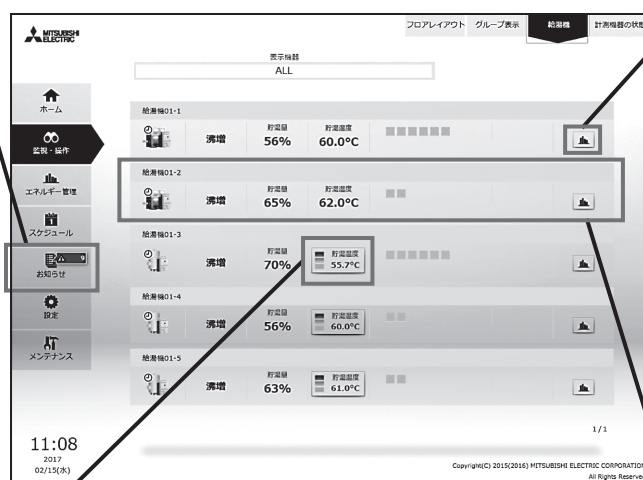 MITSUBISHI
ELECTRIC
フロアレイアウト グループ表示 給湯機 計測機器の状態
表示機器
ALL
ホーム
監視・操作
エネルギー管理
スケジュール
9
お知らせ
設定
メンテナンス
給湯機01-1
沸増
貯湯量
56%
貯湯温度
60.0°C
給湯機01-2
沸増
貯湯量
65%
貯湯温度
62.0°C
給湯機01-3
沸増
貯湯量
70%
貯湯温度
55.7°C
給湯機01-4
沸増
貯湯量
56%
貯湯温度
60.0°C
給湯機01-5
沸増
貯湯量
63%
貯湯温度
61.0°C
1/1
11:08
2017
02/15(水)
Copyright(C) 2015(2016) MITSUBISHI ELECTRIC CORPORATION
All Rights Reserved